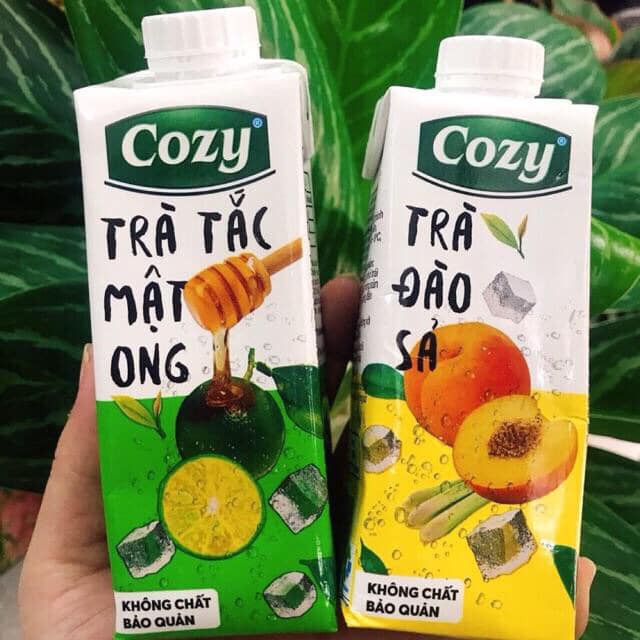 Cozy®
TRÀ TẮC
MẬT
ONG
KHÔNG CHẤT
BẢO QUẢN
Cozy®
TRÀ
ĐÀO
SẢ
KHÔNG CHẤT
BẢO QUẢN